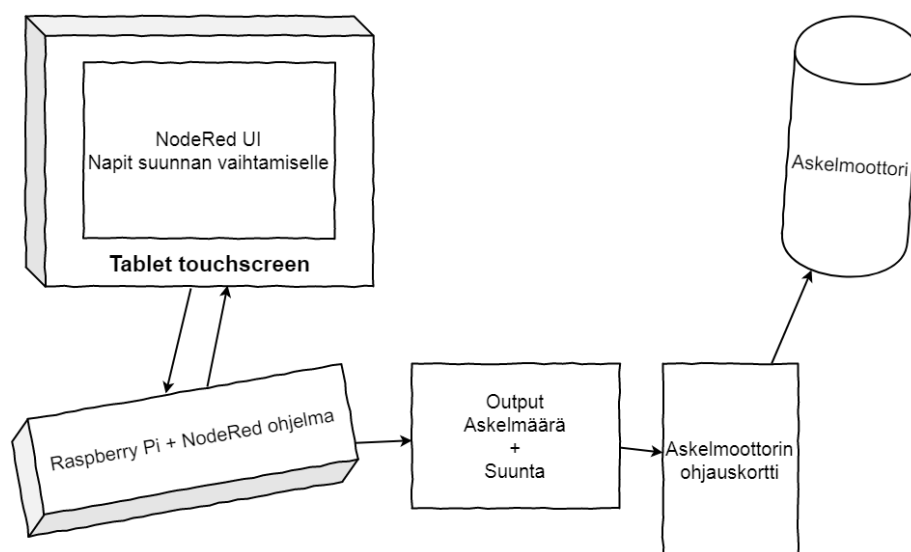 NodeRed UI
Napit suunnan vaihtamiselle
Tablet touchscreen
Askelmoottori
Raspberry Pi + NodeRed ohjelma
Output
Askelmäärä
+
Suunta
Askelmoottorin
ohjauskortti